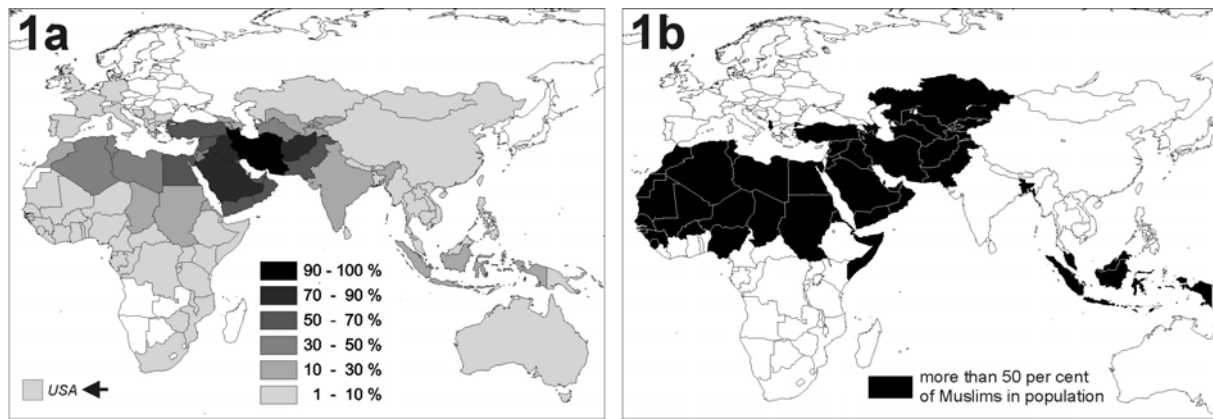 1a
90 - 100 %
70 - 90 %
50 - 70 %
30 - 50 %
10 - 30 %
1 - 10 %
USA
1b
more than 50 per cent
of Muslims in population